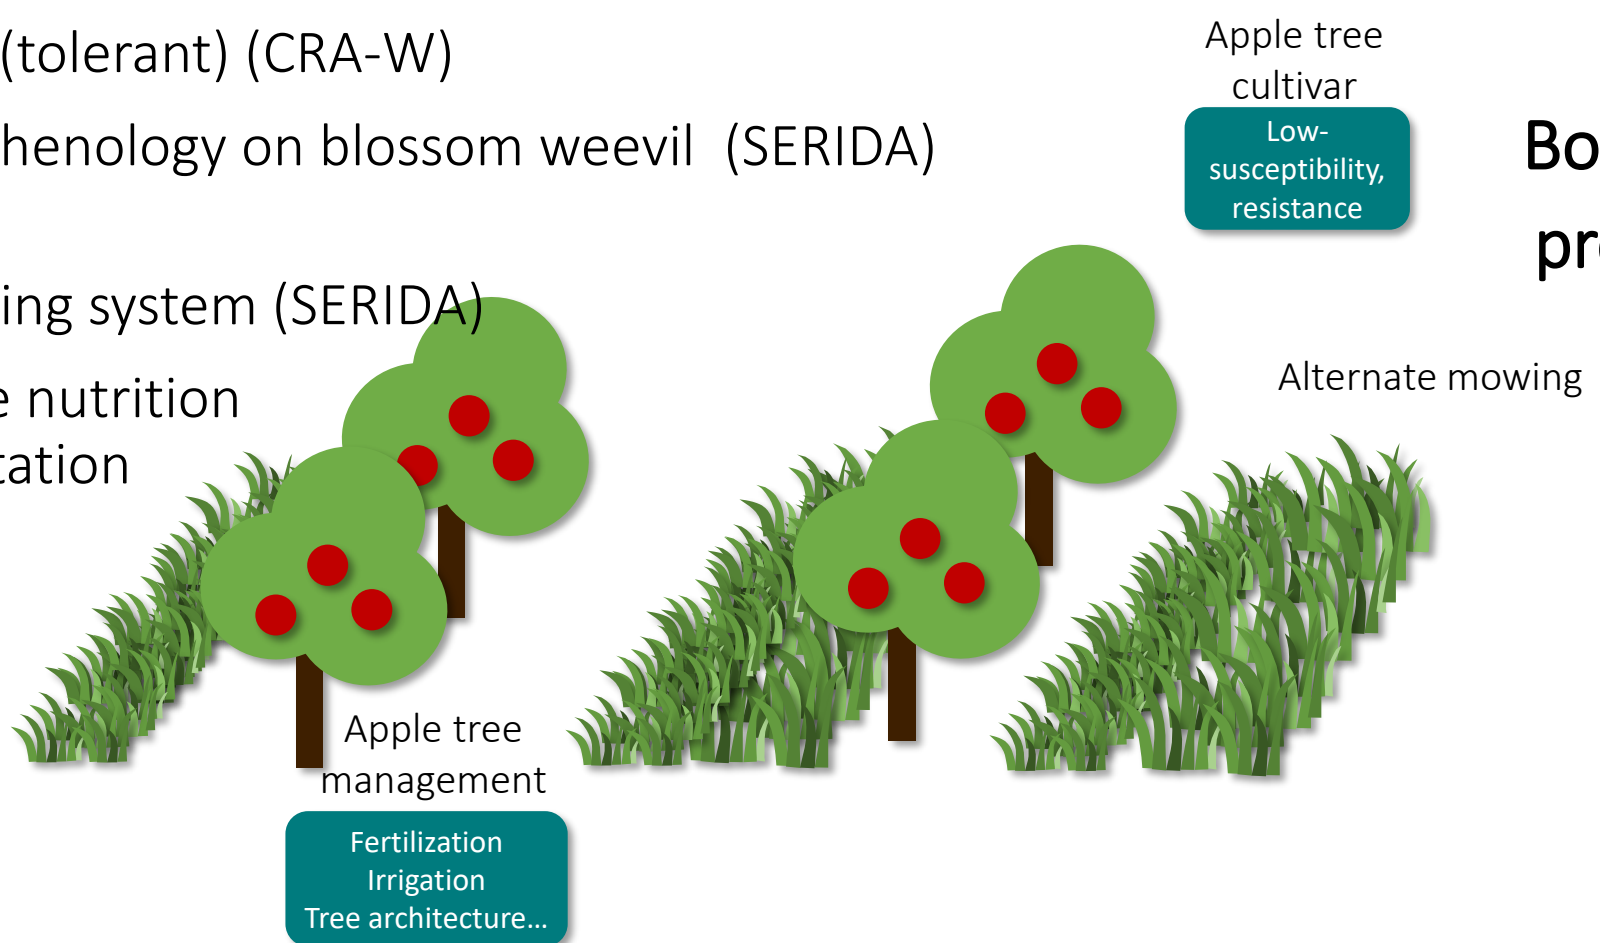 (tolerant) (CRA-W)
henology on blossom weevil (SERIDA)
ing system (SERIDA)
e nutrition
tation
Apple tree
cultivar
Low-
susceptibility,
resistance
Bo
pr
Alternate mowing
Apple tree
management
Fertilization
Irrigation
Tree architecture...